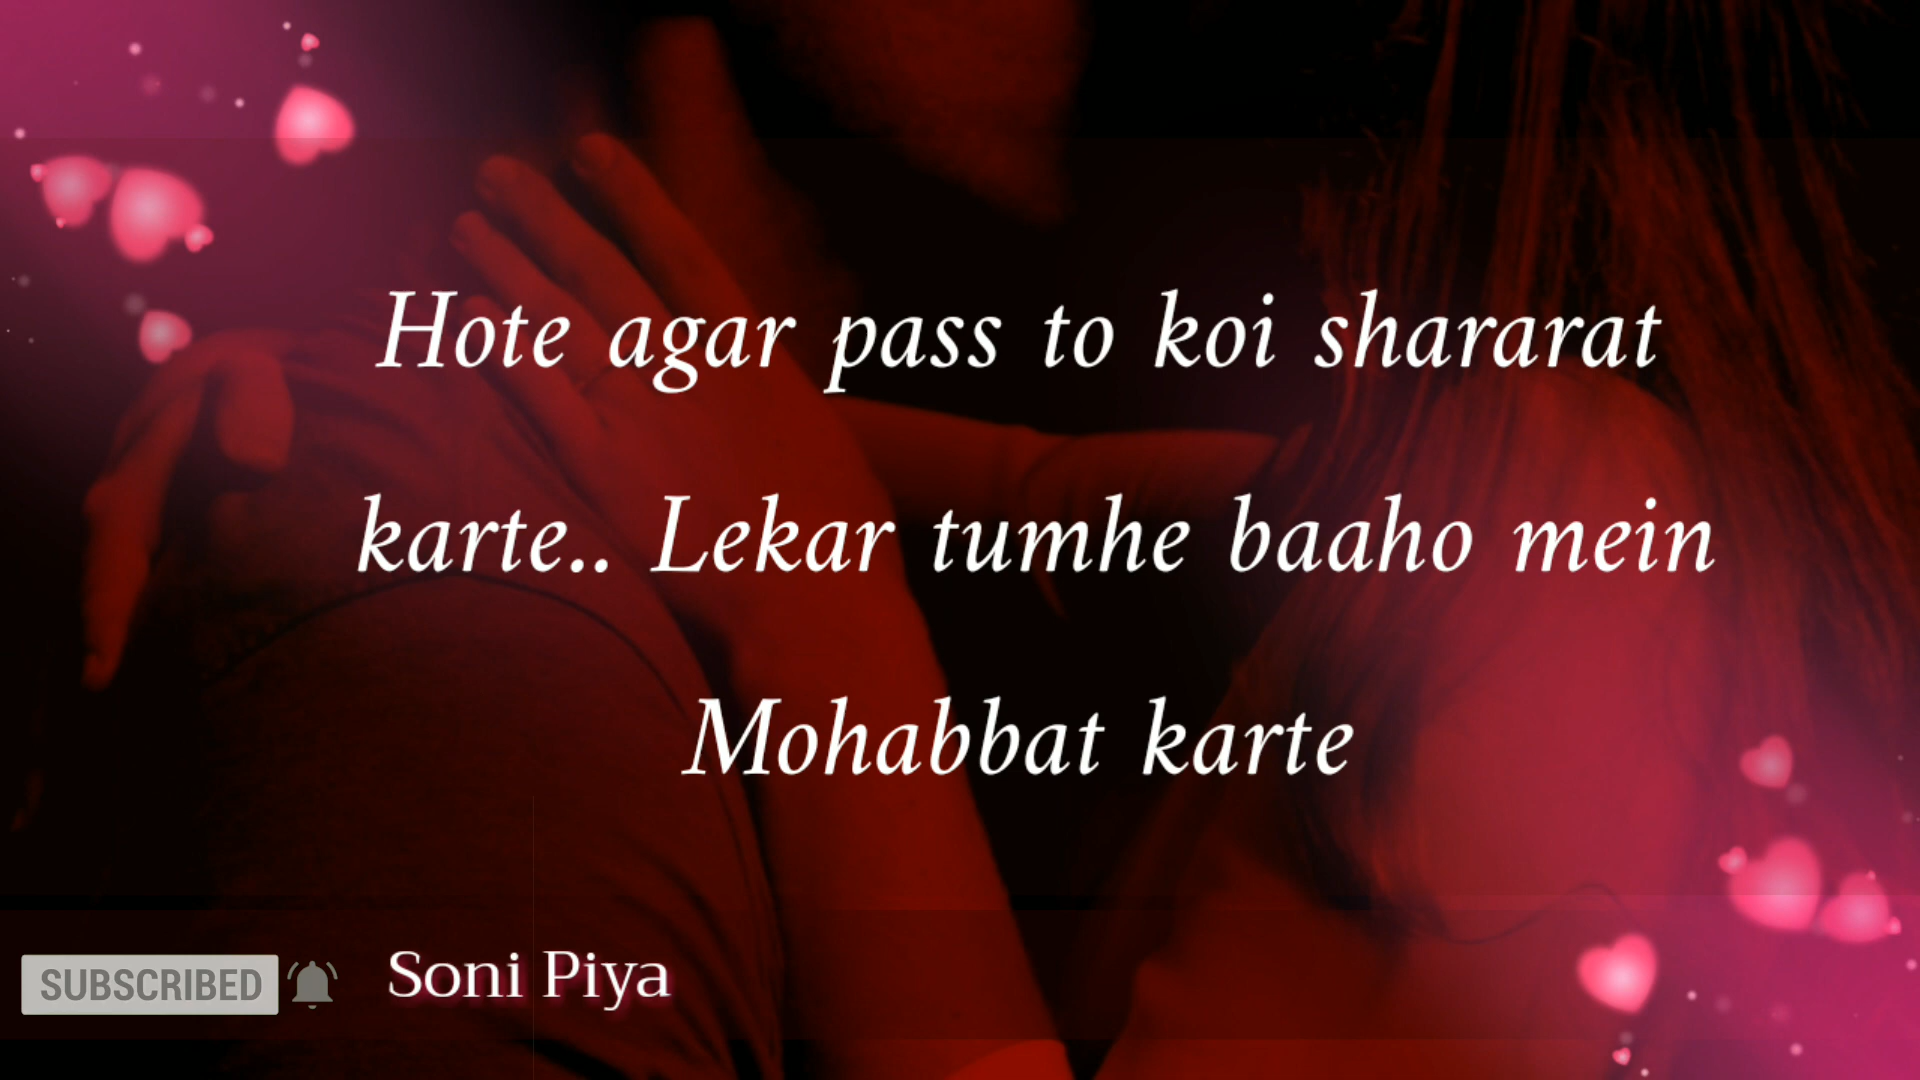 Hote agar pass to koi shararat
karte.. Lekar tumhe baaho mein
Mohabbat karte
SUBSCRIBED
Soni Piya